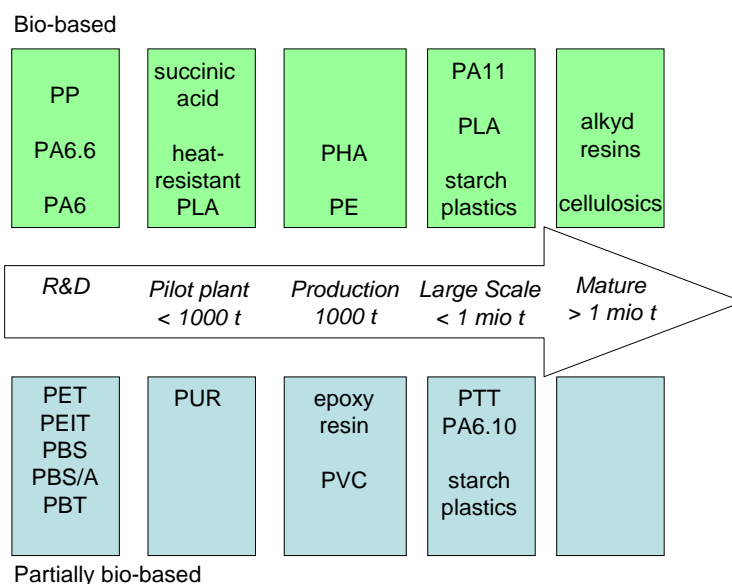 Bio-based
PP
PA6.6
PA6
succinic
acid
heat-
resistant
PLA
PHA
PE
PA11
PLA
starch
plastics
alkyd
resins
cellulosics
R&D
Pilot plant
< 1000 t
Production
1000 t
Large Scale
< 1 mio t
Mature
> 1 mio t
PET
PEIT
PBS
PBS/A
PBT
PUR
epoxy
resin
PVC
PTT
PA6.10
starch
plastics
Partially bio-based